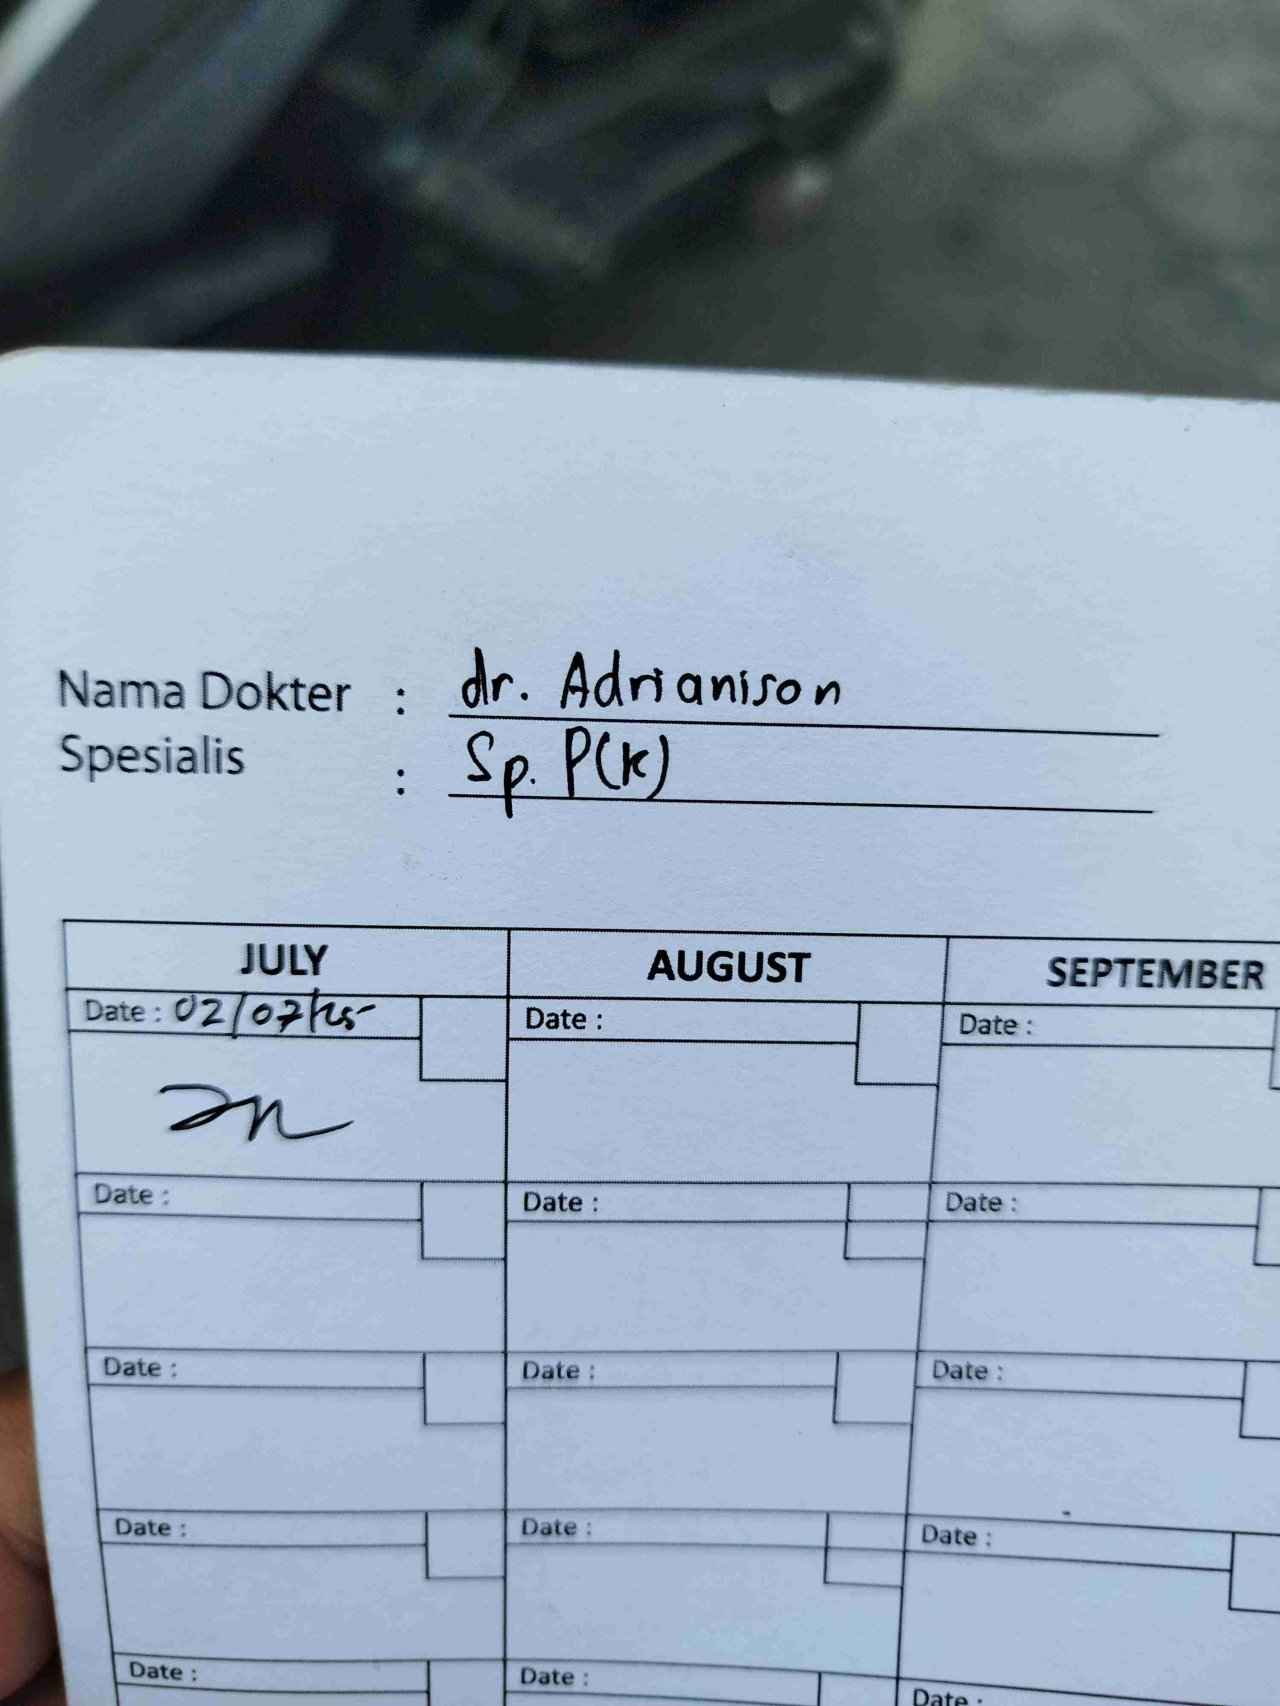 Nama Dokter : dr. Adrianison
Spesialis : Sp. P(K)
JULY AUGUST SEPTEMBER
Date : 02/07/25 Date : Date :
Date : Date : Date :
Date : Date : Date :
Date : Date : Date :
Date : Date : Date :